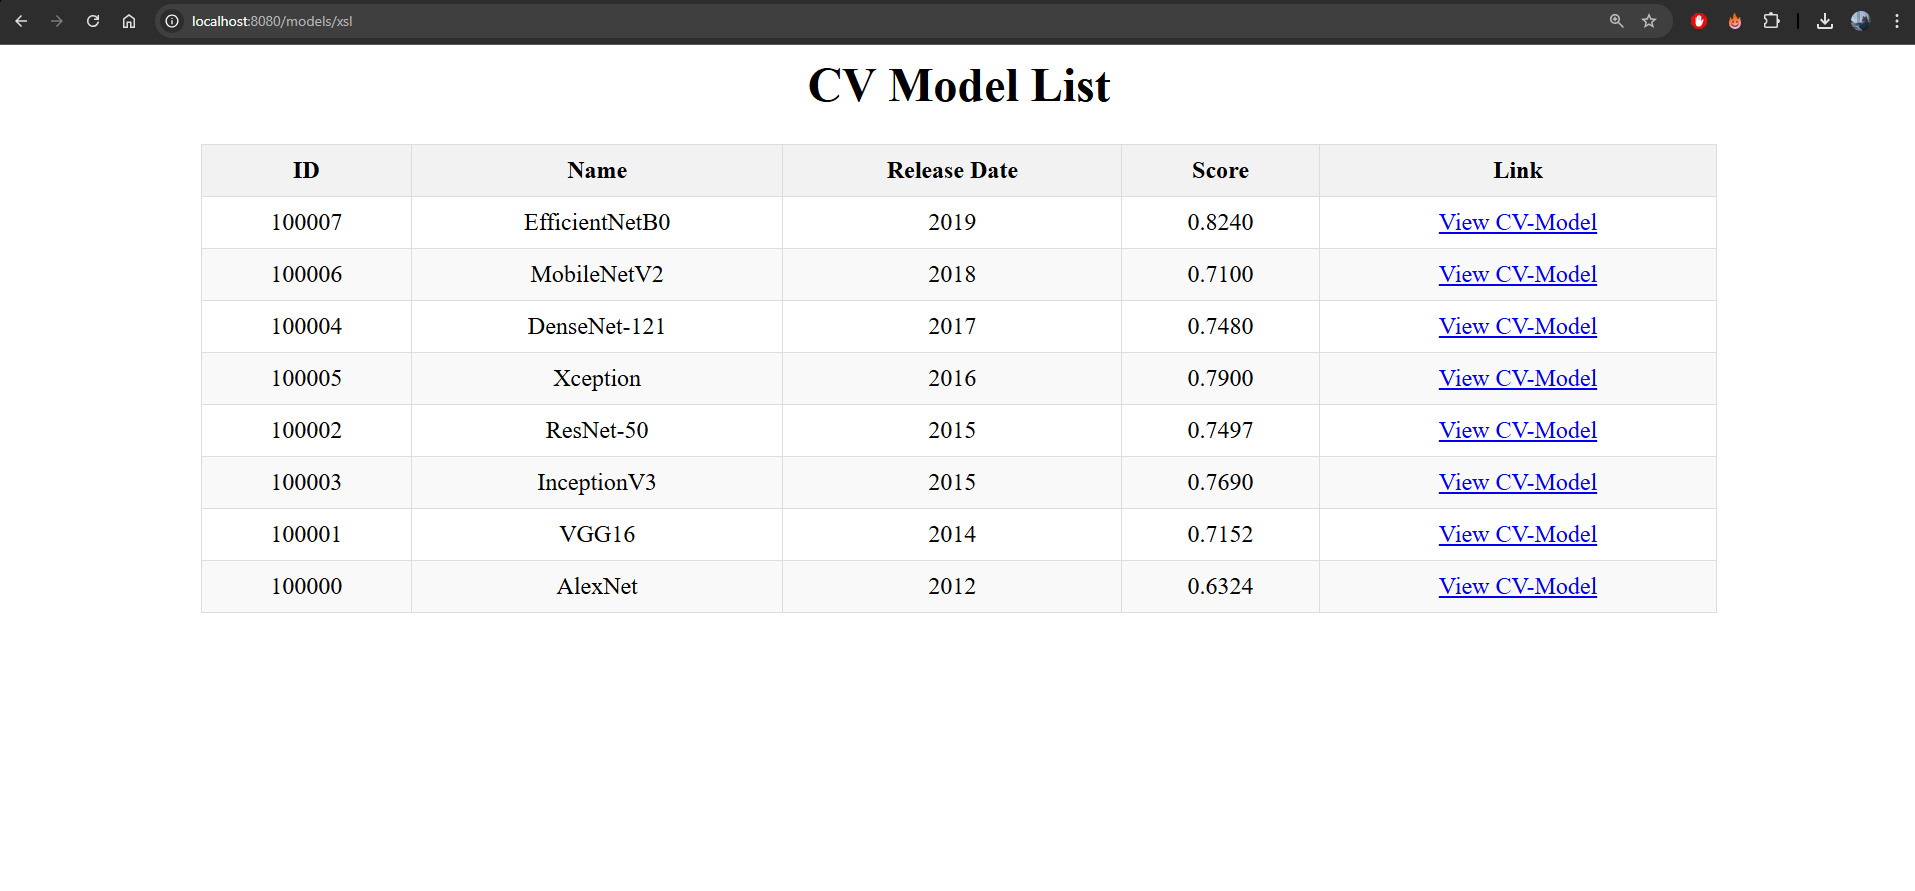 localhost:8080/models/xsl
CV Model List
ID Name Release Date Score Link
100007 EfficientNetB0 2019 0.8240 View CV-Model
100006 MobileNetV2 2018 0.7100 View CV-Model
100004 DenseNet-121 2017 0.7480 View CV-Model
100005 Xception 2016 0.7900 View CV-Model
100002 ResNet-50 2015 0.7497 View CV-Model
100003 InceptionV3 2015 0.7690 View CV-Model
100001 VGG16 2014 0.7152 View CV-Model
100000 AlexNet 2012 0.6324 View CV-Model